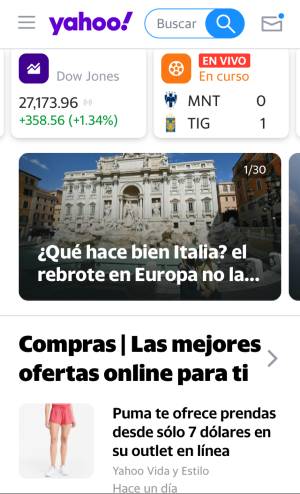 yahoo!
Buscar
Dow Jones
27,173.96
+358.56 (+1.34%)
EN VIVO
En curso
MNT 0
TIG 1
1/30
¿Qué hace bien Italia? el
rebrote en Europa no la...
Compras | Las mejores
ofertas online para ti
Puma te ofrece prendas
desde sólo 7 dólares en
su outlet en línea
Yahoo Vida y Estilo
Hace un día